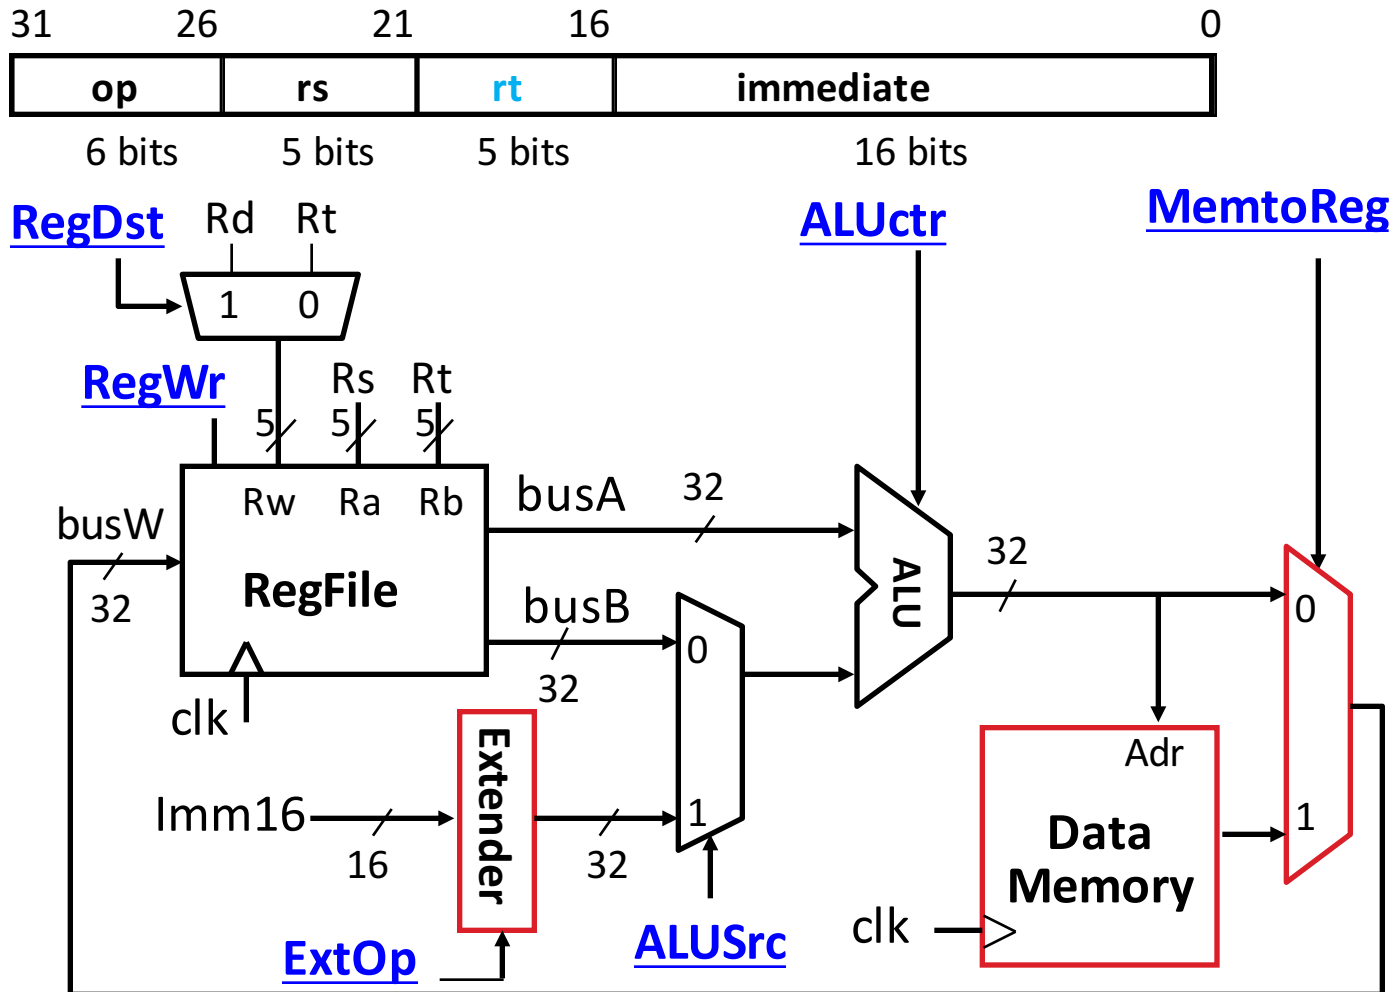 31 26 21 16 0
op rs rt immediate
6 bits 5 bits 5 bits 16 bits
RegDst Rd Rt ALUctr MemtoReg
1 0
RegWr Rs Rt
5 5 5
Rw Ra Rb busA 32
busW 32
32 RegFile busB ALU 0
32 0
clk
Extender Adr
Imm16 16 32 1 Data Memory 1
clk
ExtOp ALUSrc